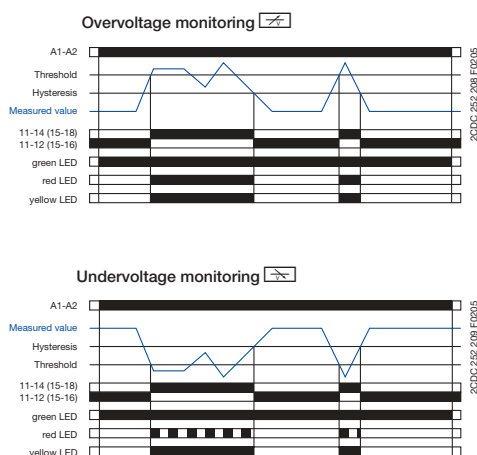 Overvoltage monitoring
A1-A2
Threshold
Hysteresis
Measured value
11-14 (15-18)
11-12 (15-16)
green LED
red LED
yellow LED
2CDC 252 208 F0205
Undervoltage monitoring
A1-A2
Measured value
Hysteresis
Threshold
11-14 (15-18)
11-12 (15-16)
green LED
red LED
yellow LED
2CDC 252 209 F0205